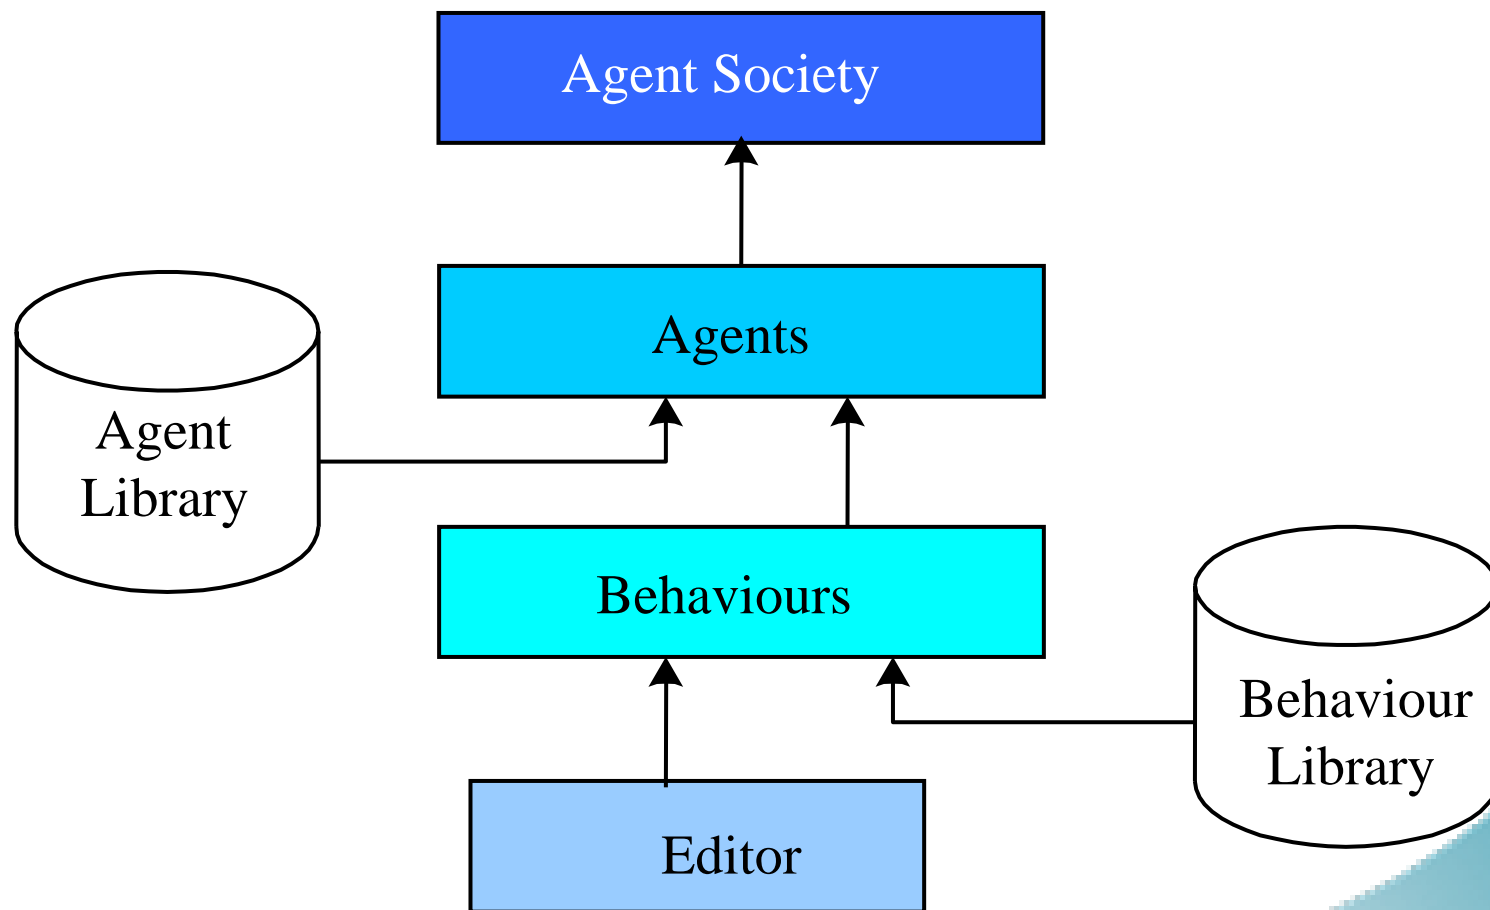 Agent Society
Agents
Agent
Library
Behaviours
Behaviour
Library
Editor